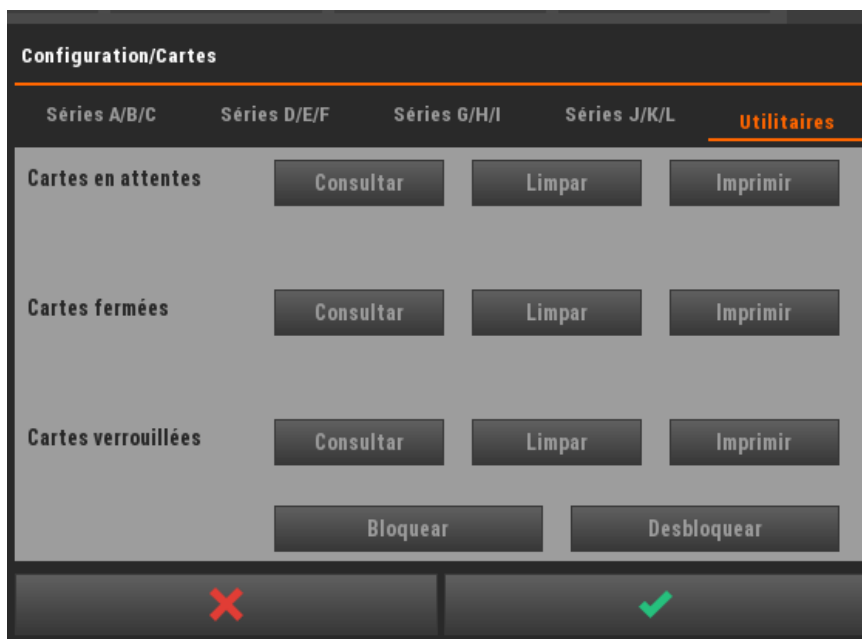 Configuration/Cartes
Séries A/B/C Séries D/E/F Séries G/H/I Séries J/K/L Utilitaires
Cartes en attentes Consultar Limpar Imprimir
Cartes fermées Consultar Limpar Imprimir
Cartes verrouillées Consultar Limpar Imprimir
Bloquear Desbloquear